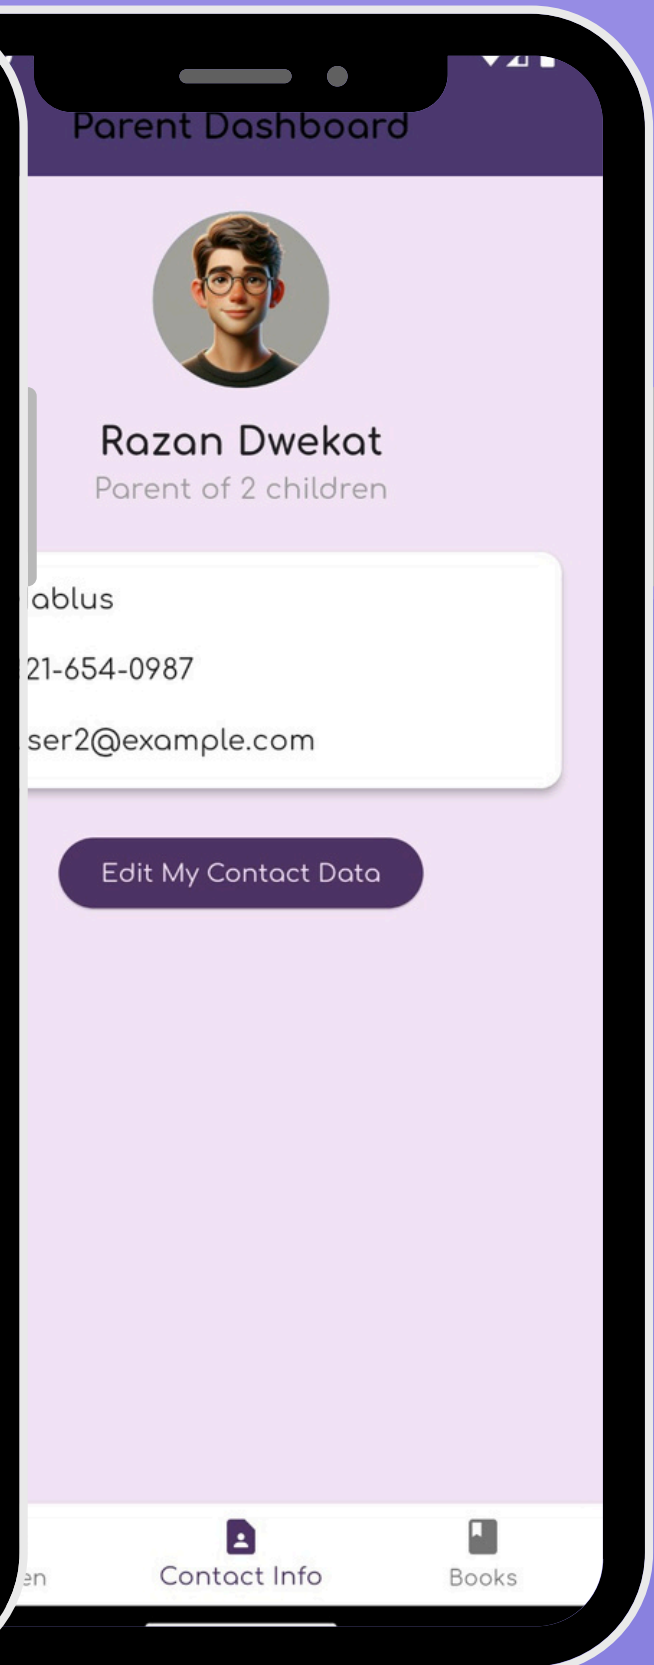 Parent Dashboard
Razan Dwekat
Parent of 2 children
ablus
21-654-0987
ser2@example.com
Edit My Contact Data
en
Contact Info
Books